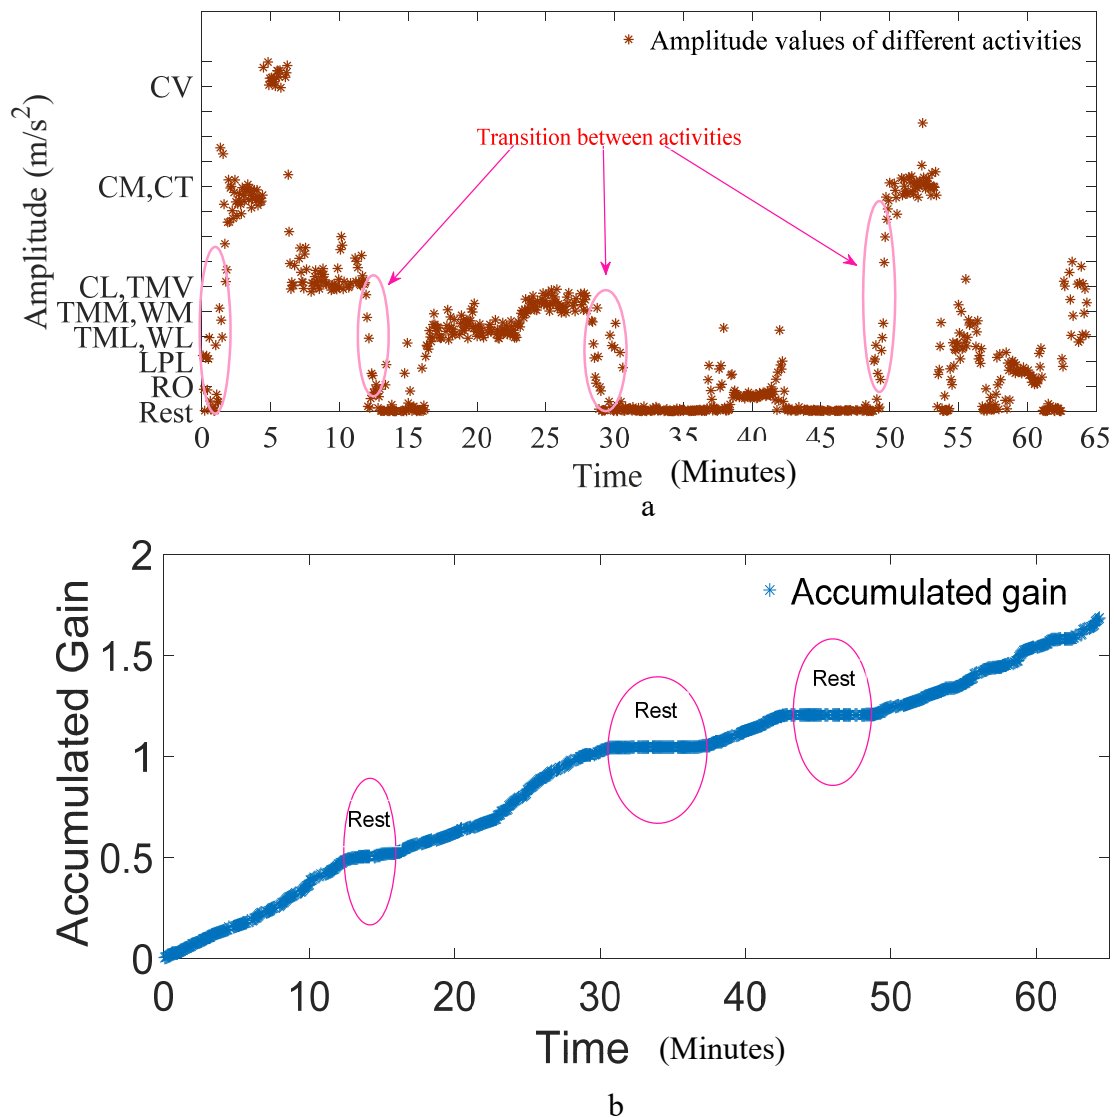 Amplitude values of different activities
CV
Transition between activities
CM,CT
CL,TMV
TMM,WM
TML,WL
LPL
RO
Rest
Amplitude (m/s2)
0 5 10 15 20 25 30 35 40 45 50 55 60 65
Time (Minutes)
a
2
Accumulated gain
1.5
Rest
Rest
1
Rest
0.5
0
Accumulated Gain
0 10 20 30 40 50 60
Time (Minutes)
b